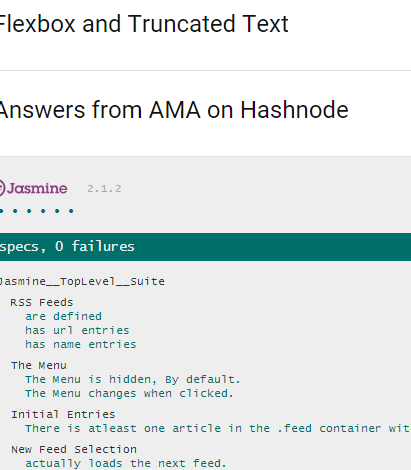 Flexbox and Truncated Text
Answers from AMA on Hashnode
Jasmine 2.1.2
specs, 0 failures
Jasmine__TopLevel__Suite
RSS Feeds
are defined
has url entries
has name entries
The Menu
The Menu is hidden, By default.
The Menu changes when clicked.
Initial Entries
There is atleast one article in the .feed container wit
New Feed Selection
actually loads the next feed.